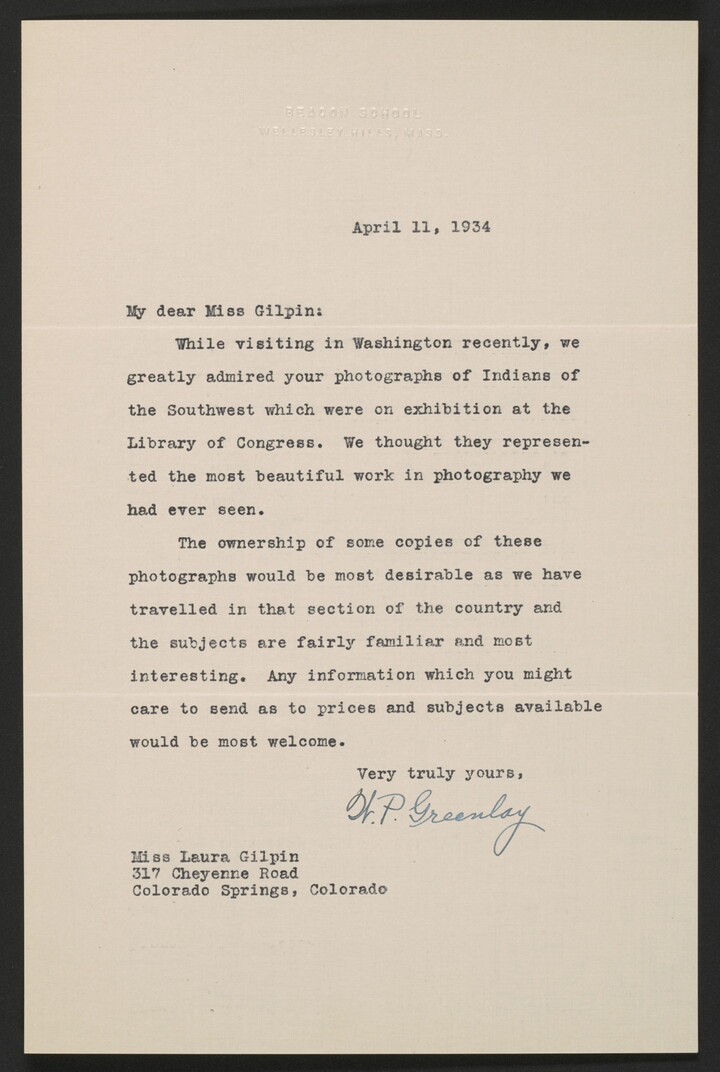 BEACON SCHOOL
WELLESLEY HILLS, MASS.
April 11, 1934
My dear Miss Gilpin:
While visiting in Washington recently, we
greatly admired your photographs of Indians of
the Southwest which were on exhibition at the
Library of Congress. We thought they represen-
ted the most beautiful work in photography we
had ever seen.
The ownership of some copies of these
photographs would be most desirable as we have
travelled in that section of the country and
the subjects are fairly familiar and most
interesting. Any information which you might
care to send as to prices and subjects available
would be most welcome.
Very truly yours,
W. P. Greenlay
Miss Laura Gilpin
317 Cheyenne Road
Colorado Springs, Colorado